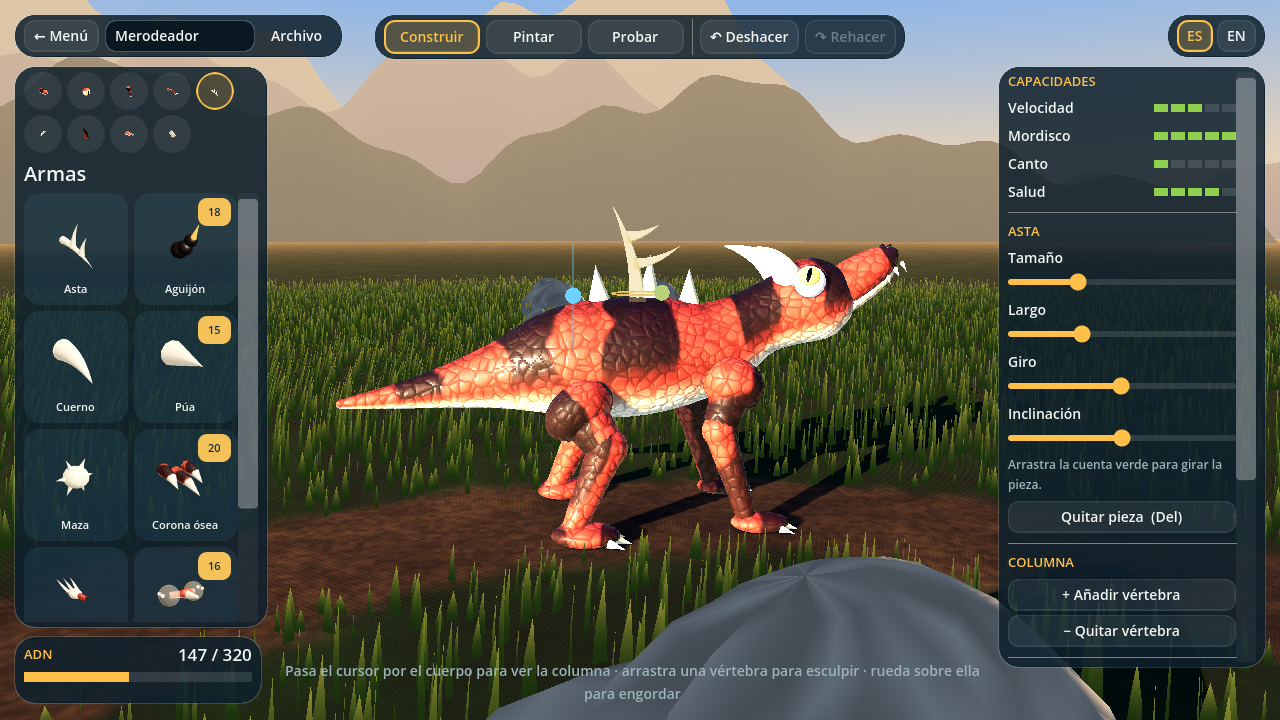 ← Menú
Merodeador
Archivo
Construir
Pintar
Probar
↶ Deshacer
↷ Rehacer
ES
EN
Armas
Asta
18
Aguijón
Cuerno
15
Púa
Maza
20
Corona ósea
16
ADN
147 / 320
CAPACIDADES
Velocidad
Mordisco
Canto
Salud
ASTA
Tamaño
Largo
Giro
Inclinación
Arrastra la cuenta verde para girar la
pieza.
Quitar pieza (Del)
COLUMNA
+ Añadir vértebra
− Quitar vértebra
Pasa el cursor por el cuerpo para ver la columna · arrastra una vértebra para esculpir · rueda sobre ella
para engordar